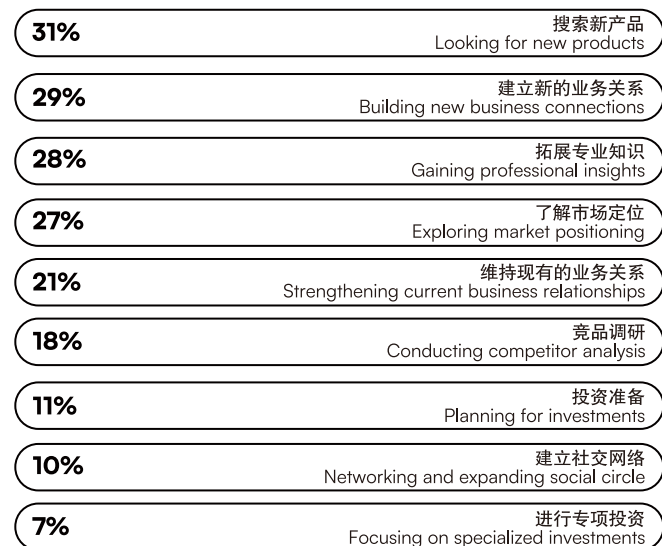 31%
搜索新产品
Looking for new products
29%
建立新的业务关系
Building new business connections
28%
拓展专业知识
Gaining professional insights
27%
了解市场定位
Exploring market positioning
21%
维持现有的业务关系
Strengthening current business relationships
18%
竞品调研
Conducting competitor analysis
11%
投资准备
Planning for investments
10%
建立社交网络
Networking and expanding social circle
7%
进行专项投资
Focusing on specialized investments